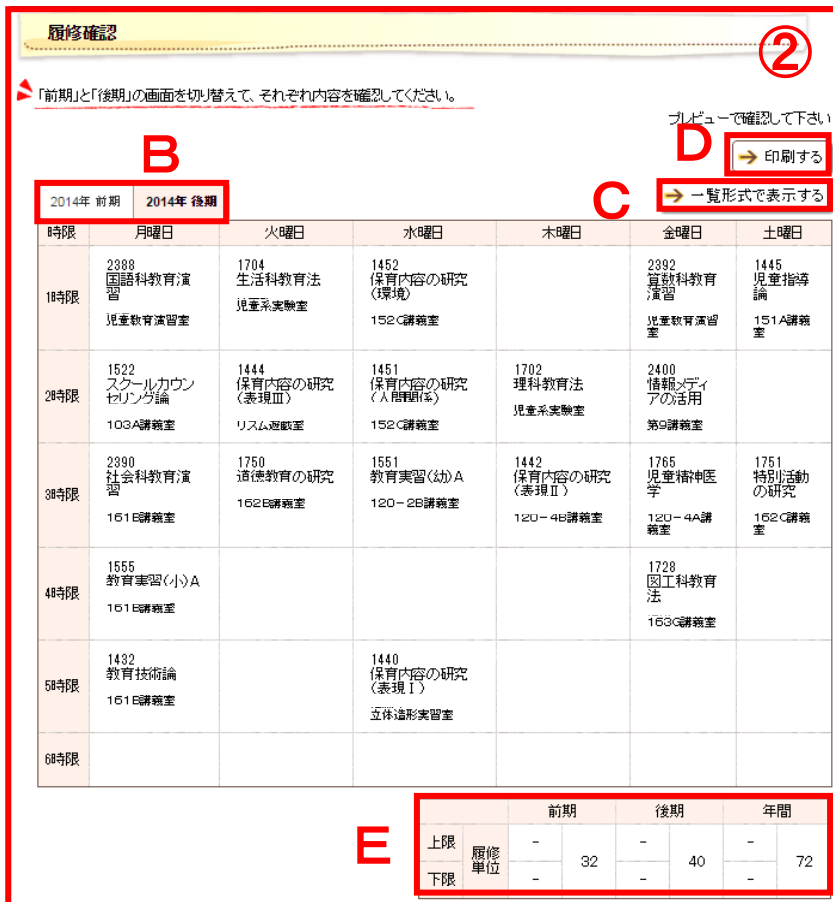 履修確認
②
「前期」と「後期」の画面を切り替えて、それぞれ内容を確認してください。
プレビューで確認して下さい
B
D
印刷する
C
一覧形式で表示する
2014年 前期 2014年 後期
時限 月曜日 火曜日 水曜日 木曜日 金曜日 土曜日
1時限
2388
国語科教育演
習
児童教育演習室
1704
生活科教育法
児童系実験室
1452
保育内容の研究
(環境)
152C講義室
2392
算数科教育
演習
児童教育演習
室
1445
児童指導
論
151A講義
室
2時限
1522
スクールカウン
セリング論
103A講義室
1444
保育内容の研究
(表現Ⅲ)
リズム遊戯室
1451
保育内容の研究
(人間関係)
152C講義室
1702
理科教育法
児童系実験室
2400
情報メディ
アの活用
第9講義室
3時限
2390
社会科教育演
習
161B講義室
1750
道徳教育の研究
162B講義室
1551
教育実習(幼)A
120-2B講義室
1442
保育内容の研究
(表現Ⅱ)
120-4B講義室
1765
児童精神医
学
120-4A講
義室
1751
特別活動
の研究
162C講義
室
4時限
1555
教育実習(小)A
161B講義室
1728
図工科教育
法
163C講義室
5時限
1432
教育技術論
161B講義室
1440
保育内容の研究
(表現Ⅰ)
立体造形実習室
6時限
E
前期 後期 年間
上限 履修単位 - 32 - 40 - 72
下限 - - -